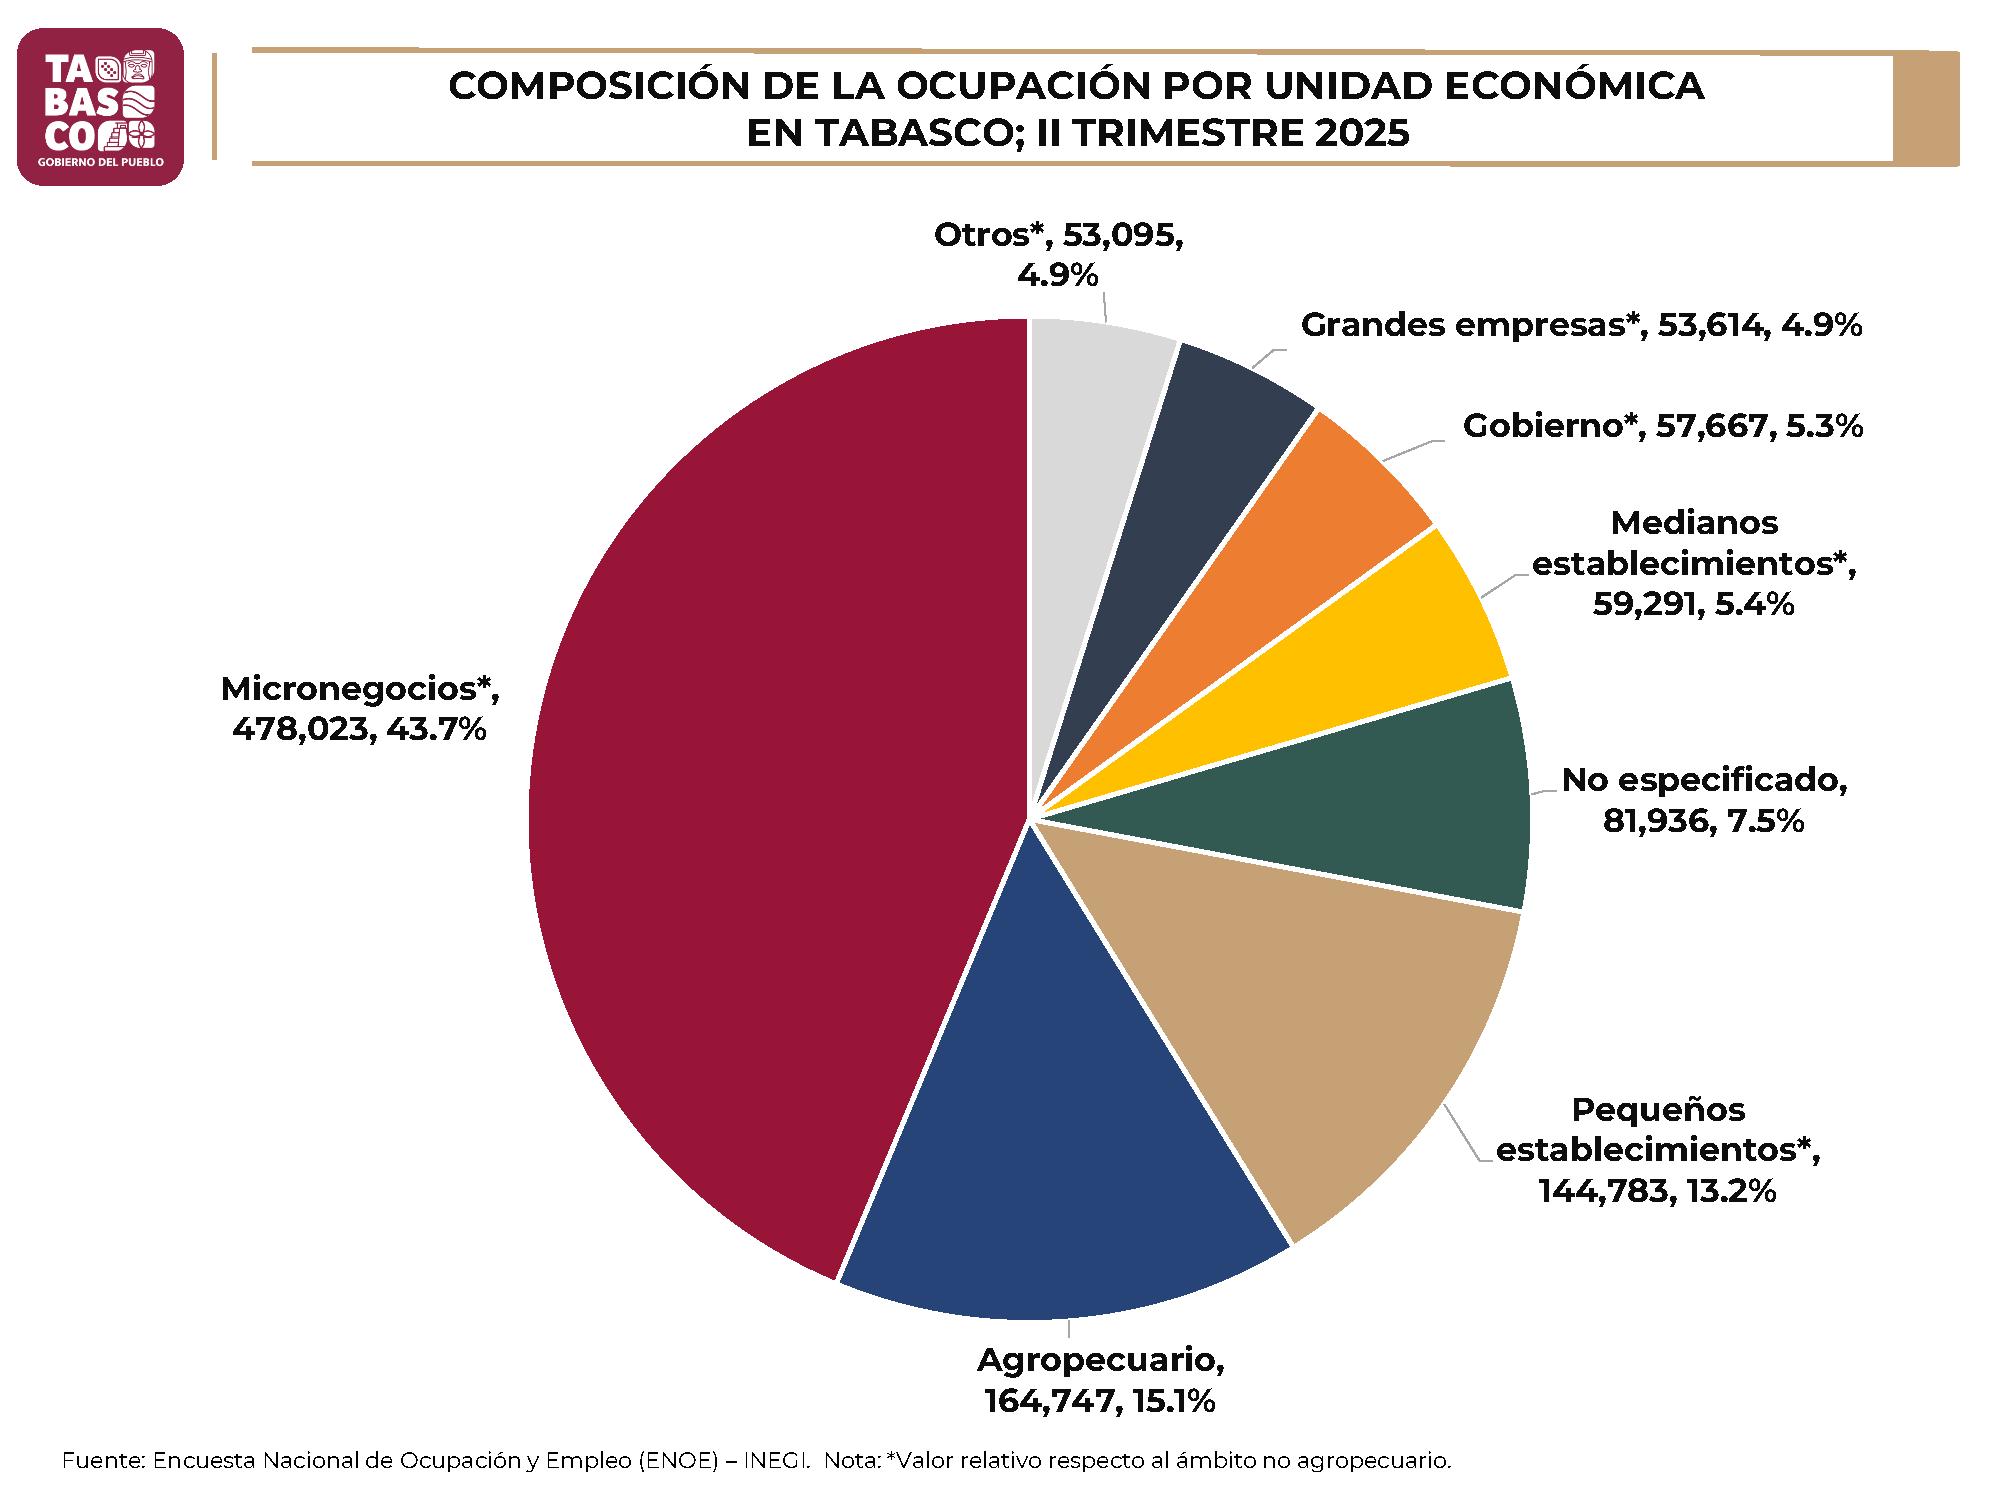 TA
BAS
CO
GOBIERNO DEL PUEBLO
COMPOSICIÓN DE LA OCUPACIÓN POR UNIDAD ECONÓMICA
EN TABASCO; II TRIMESTRE 2025
Otros*, 53,095,
4.9%
Grandes empresas*, 53,614, 4.9%
Gobierno*, 57,667, 5.3%
Medianos
establecimientos*,
59,291, 5.4%
Micronegocios*,
478,023, 43.7%
No especificado,
81,936, 7.5%
Pequeños
establecimientos*,
144,783, 13.2%
Agropecuario,
164,747, 15.1%
Fuente: Encuesta Nacional de Ocupación y Empleo (ENOE) – INEGI.  Nota: *Valor relativo respecto al ámbito no agropecuario.